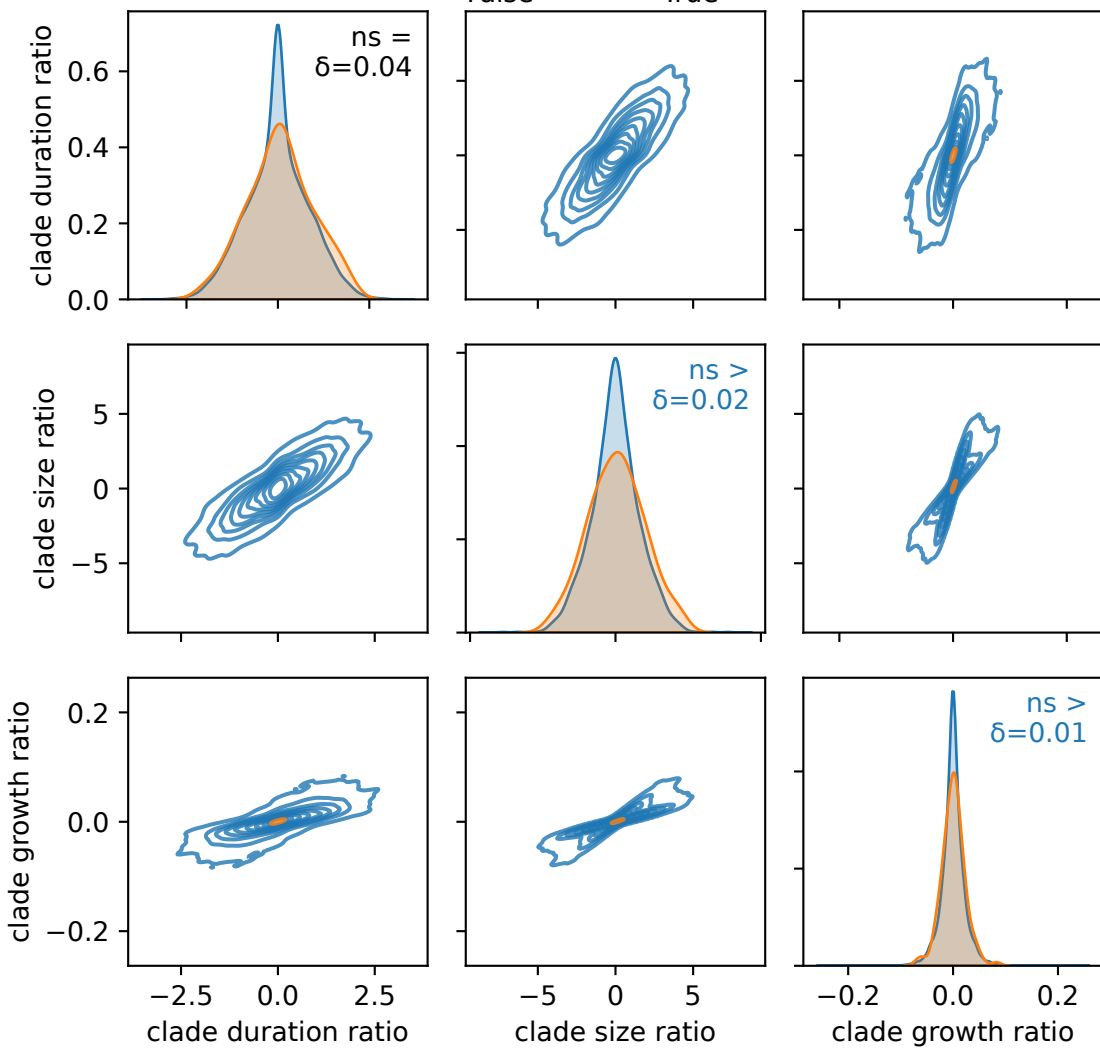 clade duration ratio
0.6
0.4
0.2
0.0
ns =
δ=0.04
clade size ratio
5
0
−5
ns >
δ=0.02
clade growth ratio
0.2
0.0
−0.2
ns >
δ=0.01
−2.5 0.0 2.5
−5 0 5
−0.2 0.0 0.2
clade duration ratio
clade size ratio
clade growth ratio